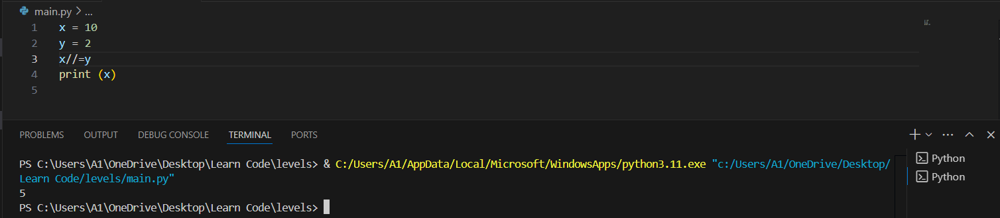 main.py > ...
1 x = 10
2 y = 2
3 x//=y
4 print (x)
5
PROBLEMS OUTPUT DEBUG CONSOLE TERMINAL PORTS
PS C:\Users\A1\OneDrive\Desktop\Learn Code\levels> & C:/Users/A1/AppData/Local/Microsoft/WindowsApps/python3.11.exe "c:/Users/A1/OneDrive/Desktop/
Learn Code/levels/main.py"
5
PS C:\Users\A1\OneDrive\Desktop\Learn Code\levels>
Python
Python